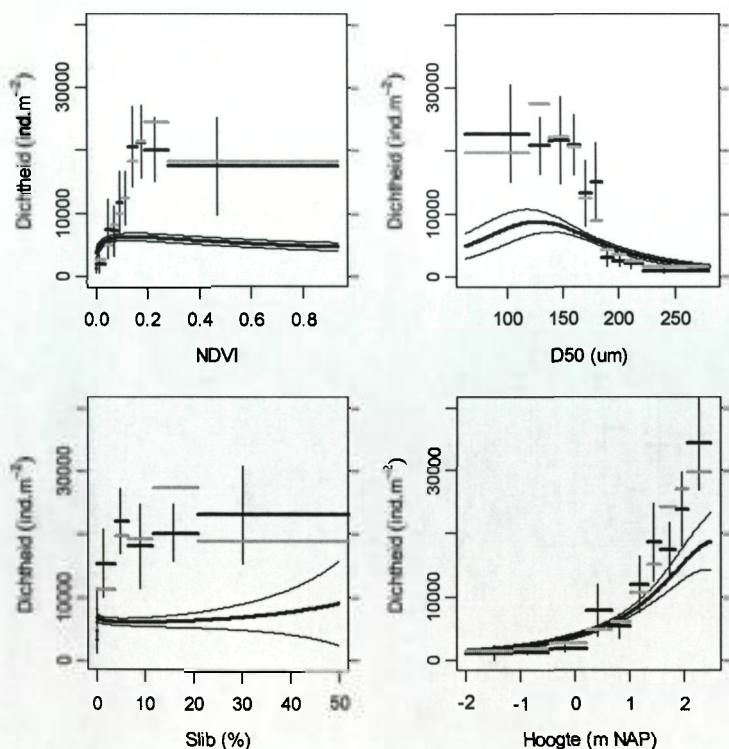 Dichtheid (ind.m⁻²)
30000
10000
0
0.0 0.2 0.4 0.6 0.8
NDVI
Dichtheid (ind.m⁻²)
30000
10000
0
100 150 200 250
D50 (um)
Dichtheid (ind.m⁻²)
30000
10000
0
0 10 20 30 40 50
Slib (%)
Dichtheid (ind.m⁻²)
30000
10000
0
-2 -1 0 1 2
Hoogte (m NAP)